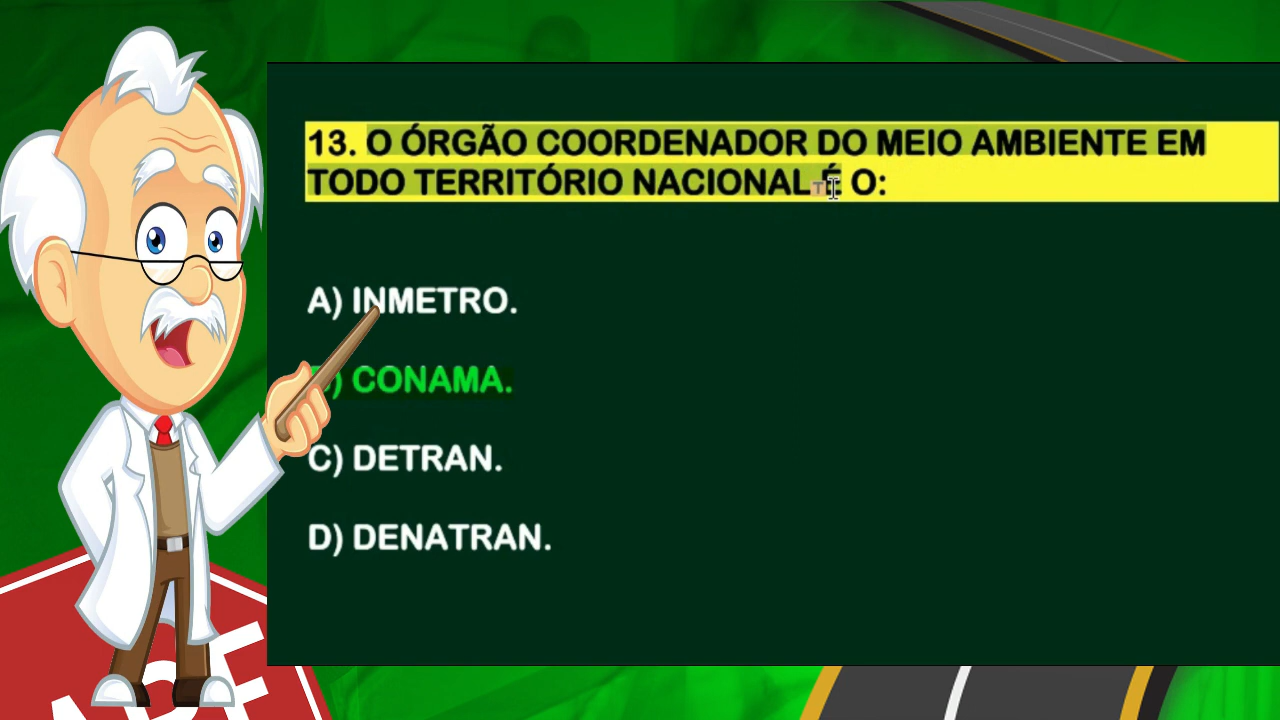 13. O ÓRGÃO COORDENADOR DO MEIO AMBIENTE EM
TODO TERRITÓRIO NACIONAL É O:
A) INMETRO.
B) CONAMA.
C) DETRAN.
D) DENATRAN.